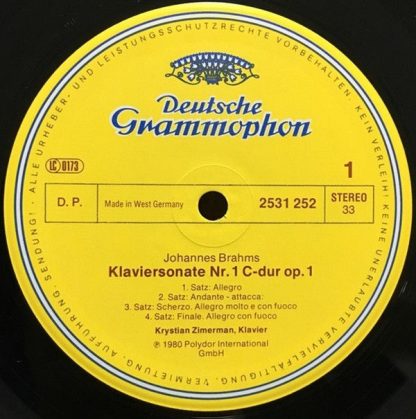 ALLE URHEBER- UND LEISTUNGSSCHUTZRECHTE VORBEHALTEN · KEIN VERLEIH! · KEINE UNERLAUBTE VERVIELFÄLTIGUNG, VERMIETUNG, AUFFÜHRUNG, SENDUNG! ·
Deutsche
Grammophon
LC 0173
1
D. P.
Made in West Germany
2531 252
STEREO
33
Johannes Brahms
Klaviersonate Nr. 1 C-dur op. 1
1. Satz: Allegro
2. Satz: Andante - attacca:
3. Satz: Scherzo. Allegro molto e con fuoco
4. Satz: Finale. Allegro con fuoco
Krystian Zimerman, Klavier
℗ 1980 Polydor International
GmbH